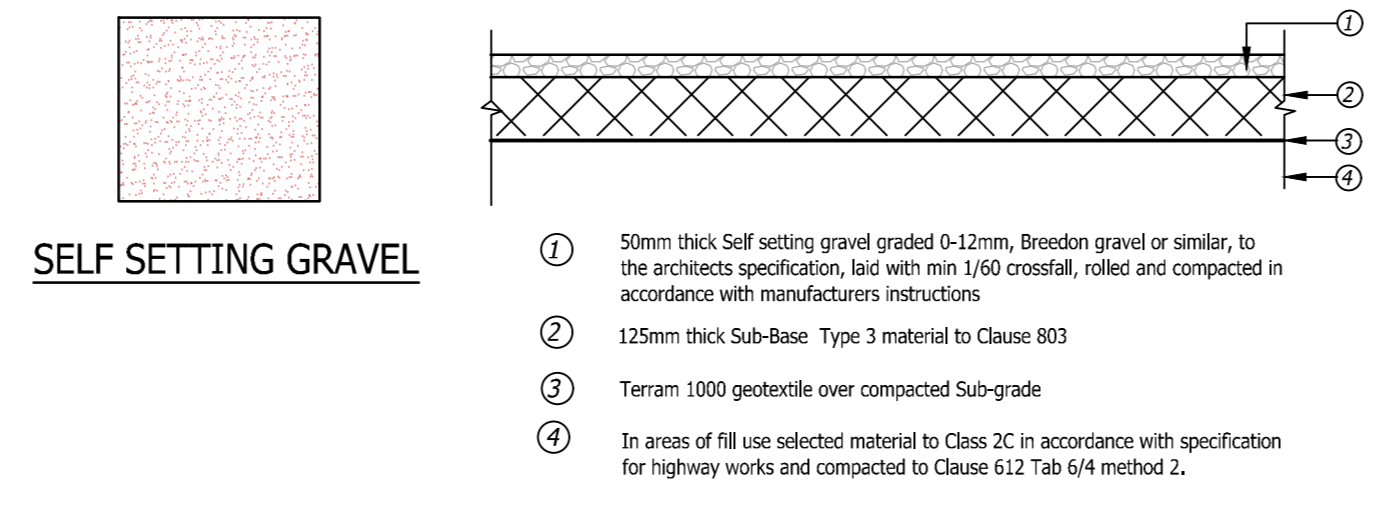 1
2
3
4
SELF SETTING GRAVEL
1 50mm thick Self setting gravel graded 0-12mm, Breedon gravel or similar, to
the architects specification, laid with min 1/60 crossfall, rolled and compacted in
accordance with manufacturers instructions
2 125mm thick Sub-Base Type 3 material to Clause 803
3 Terram 1000 geotextile over compacted Sub-grade
4 In areas of fill use selected material to Class 2C in accordance with specification
for highway works and compacted to Clause 612 Tab 6/4 method 2.